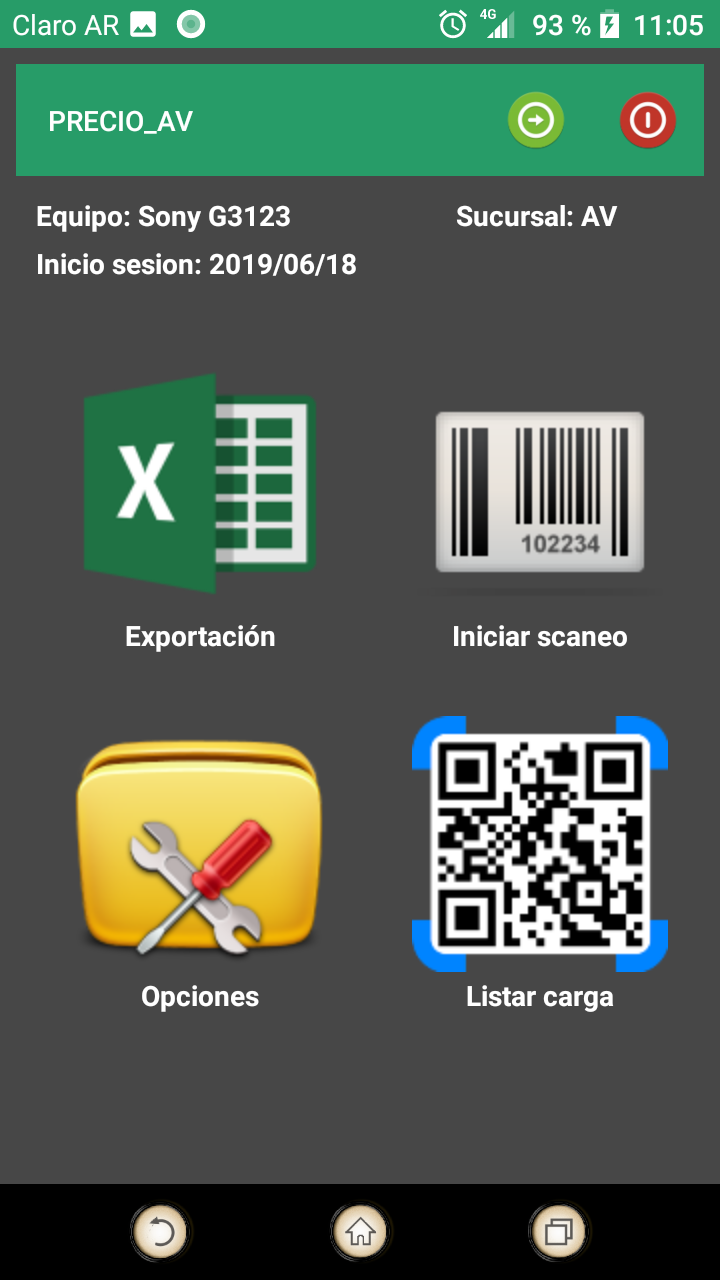 Claro AR 4G 93 % 11:05
PRECIO_AV
Equipo: Sony G3123 Sucursal: AV
Inicio sesion: 2019/06/18
X
102234
Exportación Iniciar scaneo
Opciones Listar carga